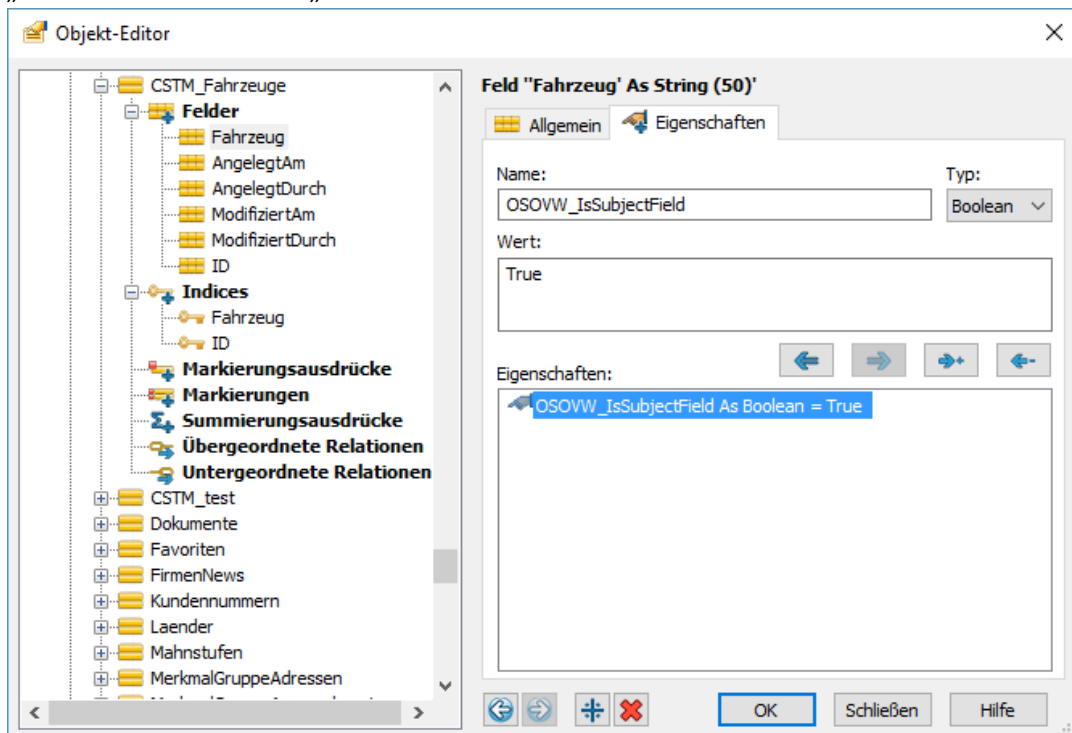 Objekt-Editor
CSTM_Fahrzeuge
Felder
Fahrzeug
AngelegtAm
AngelegtDurch
ModifiziertAm
ModifiziertDurch
ID
Indices
Fahrzeug
ID
Markierungsausdrücke
Markierungen
Summierungsausdrücke
Übergeordnete Relationen
Untergeordnete Relationen
CSTM_test
Dokumente
Favoriten
FirmenNews
Kundennummern
Laender
Mahnstufen
MerkmalGruppeAdressen
Feld "Fahrzeug' As String (50)'
Allgemein
Eigenschaften
Name:
Typ:
OSOVW_IsSubjectField
Boolean
Wert:
True
Eigenschaften:
OSOVW_IsSubjectField As Boolean = True
OK
Schließen
Hilfe